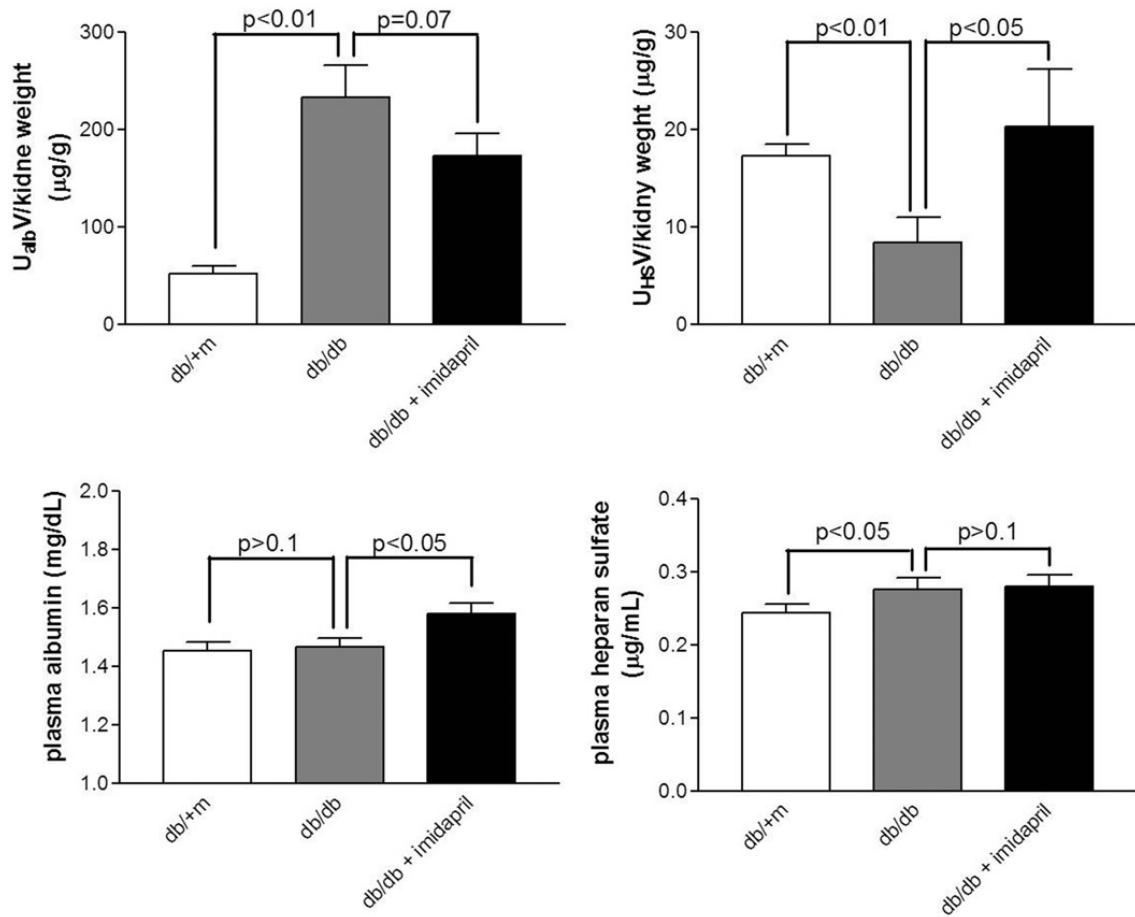 p<0.01 p=0.07
U_albV/kidne weight
(μg/g)
300
200
100
0
db/+m
db/db
db/db + imidapril
p<0.01 p<0.05
U_HSV/kidny weght (μg/g)
30
20
10
0
db/+m
db/db
db/db + imidapril
p>0.1 p<0.05
plasma aibumin (mg/dL)
2.0
1.8
1.6
1.4
1.2
1.0
db/+m
db/db
db/db + imidapril
p<0.05 p>0.1
plasma heparan sulfate
(μg/mL)
0.4
0.3
0.2
0.1
0.0
db/+m
db/db
db/db + imidapril